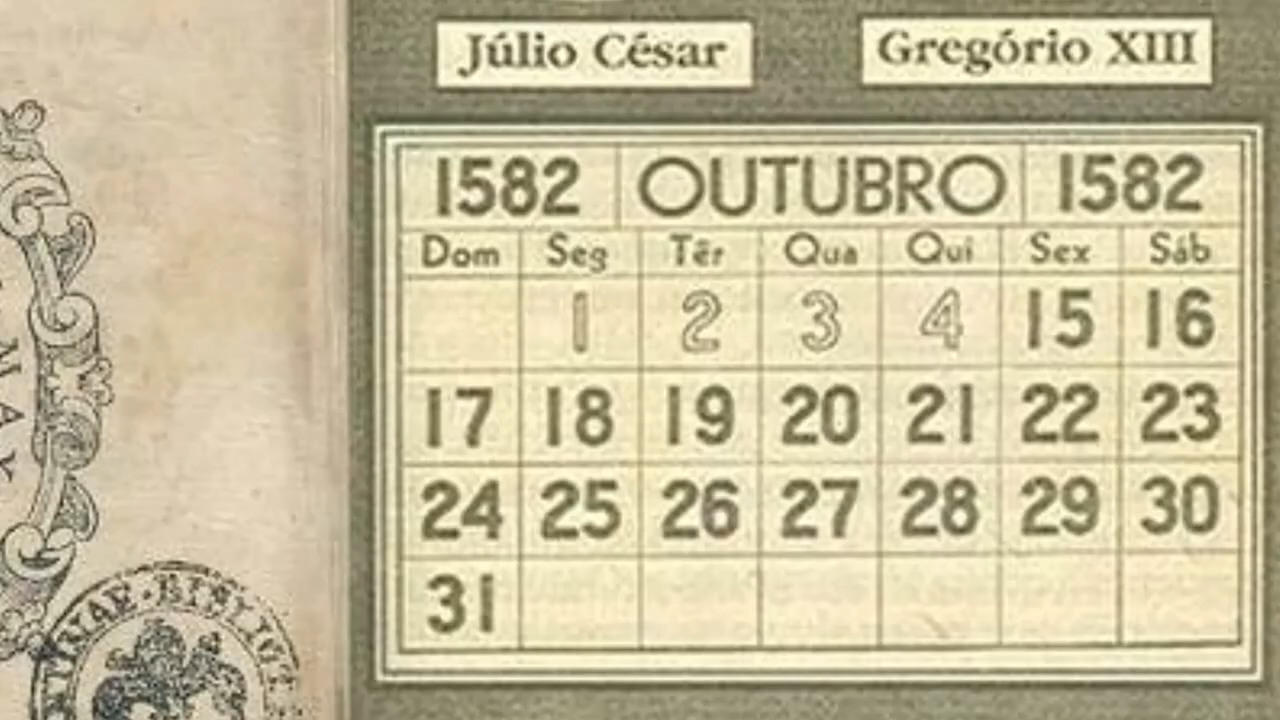 Júlio César Gregório XIII
1582 OUTUBRO 1582
Dom Seg Têr Qua Qui Sex Sáb
1 2 3 4 15 16
17 18 19 20 21 22 23
24 25 26 27 28 29 30
31